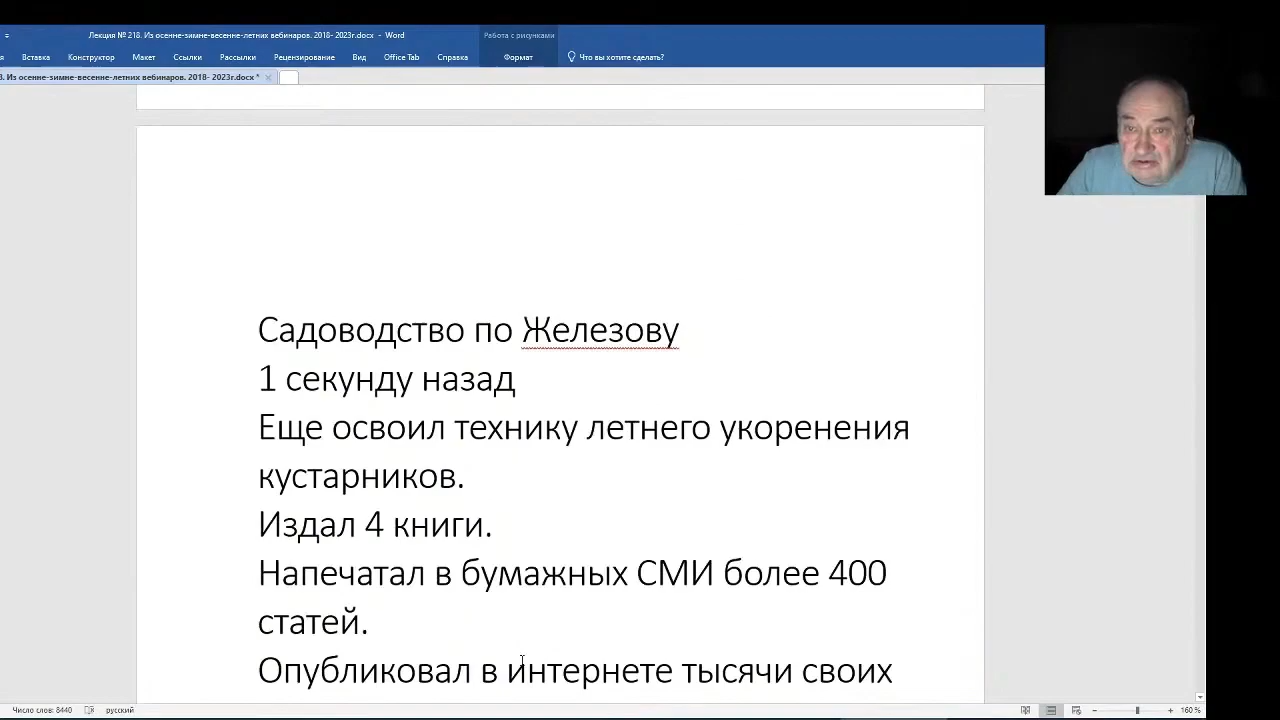 Лекция № 218. Из осенне-зимне-весенне-летних вебинаров. 2018- 2023г.docx - Word
Работа с рисунками
Вставка Конструктор Макет Ссылки Рассылки Рецензирование Вид Office Tab Справка Формат Что вы хотите сделать?
8. Из осенне-зимне-весенне-летних вебинаров. 2018- 2023г.docx *
Садоводство по Железову
1 секунду назад
Еще освоил технику летнего укоренения
кустарников.
Издал 4 книги.
Напечатал в бумажных СМИ более 400
статей.
Опубликовал в интернете тысячи своих
Число слов: 8440 русский 160 %